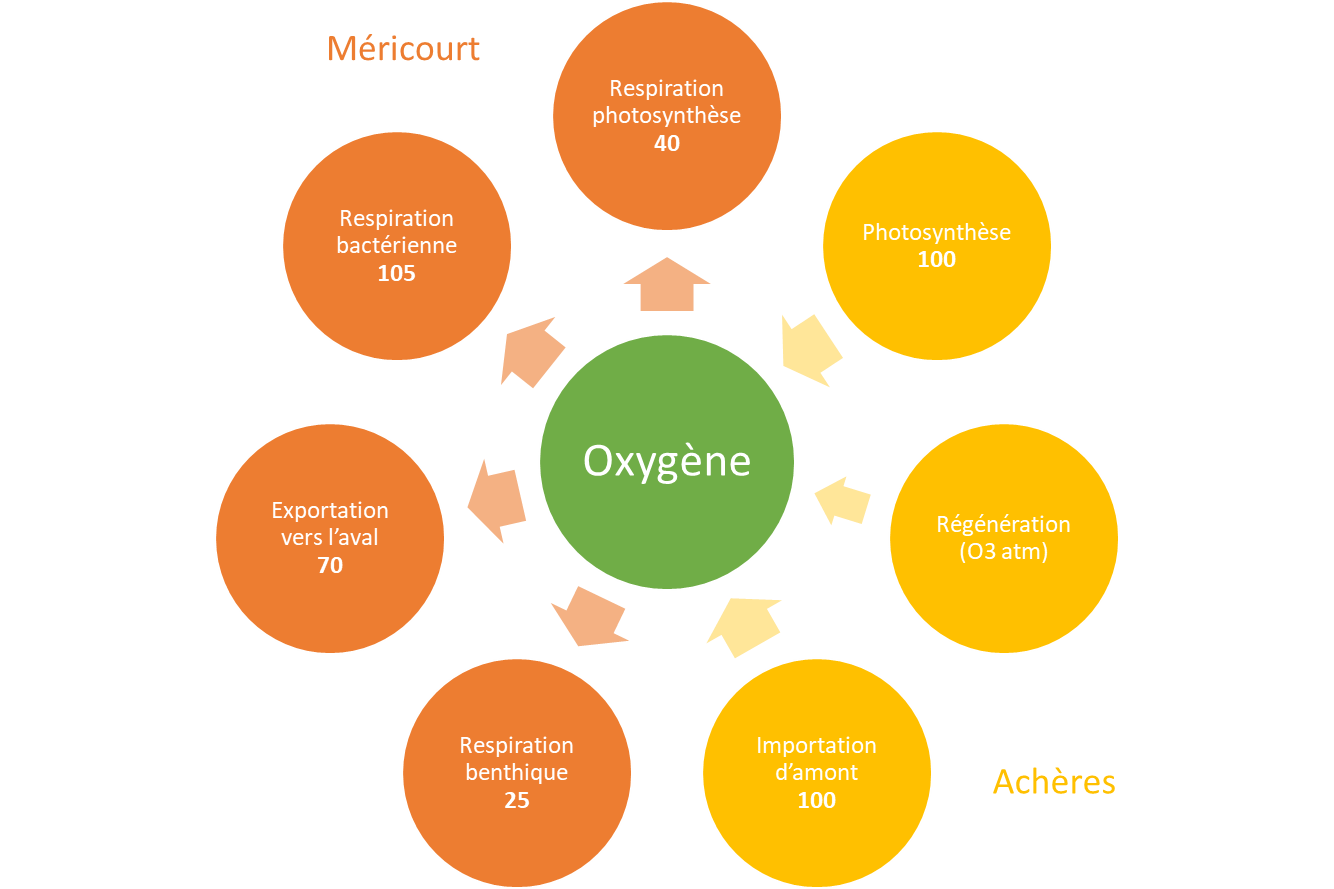 Méricourt
Respiration
photosynthèse
40
Respiration
bactérienne
105
Photosynthèse
100
Oxygène
Exportation
vers l’aval
70
Régénération
(O3 atm)
Respiration
benthique
25
Importation
d’amont
100
Achères